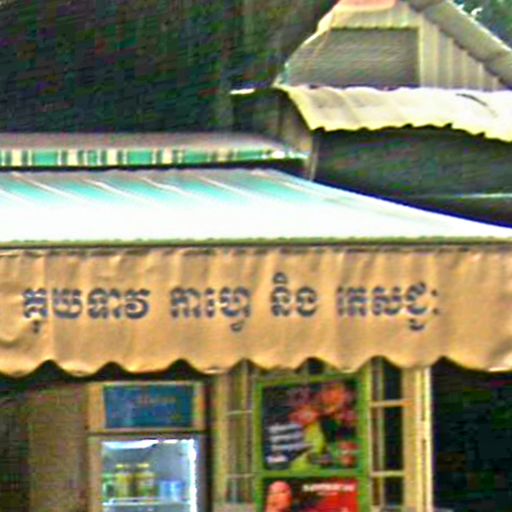 គុយទាវ កាហ្វេ និង ភេសជ្ជៈ